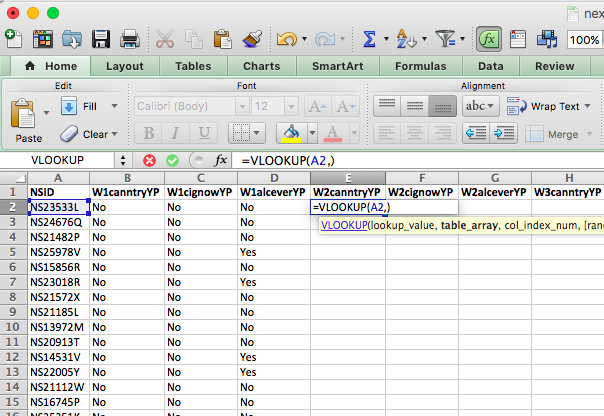 nex
100%
Home Layout Tables Charts SmartArt Formulas Data Review
Edit Font Alignment
Paste Fill Calibri (Body) 12 A A abc Wrap Text
Clear B I U A Merge
VLOOKUP fx =VLOOKUP(A2,)
A B C D E F G H
1 NSID W1canntryYP W1cignowYP W1alceverYP W2canntryYP W2cignowYP W2alceverYP W3canntryYP
2 NS23533L No No No =VLOOKUP(A2,)
VLOOKUP(lookup_value, table_array, col_index_num, [ran
3 NS24676Q No No No
4 NS21482P No No No
5 NS25978V No No Yes
6 NS15856R No No No
7 NS23018R No No Yes
8 NS21572X No No No
9 NS21185L No No No
10 NS13972M No No No
11 NS20913T No No No
12 NS14531V No No Yes
13 NS22005Y No No Yes
14 NS21112W No No No
15 NS16745P No No No